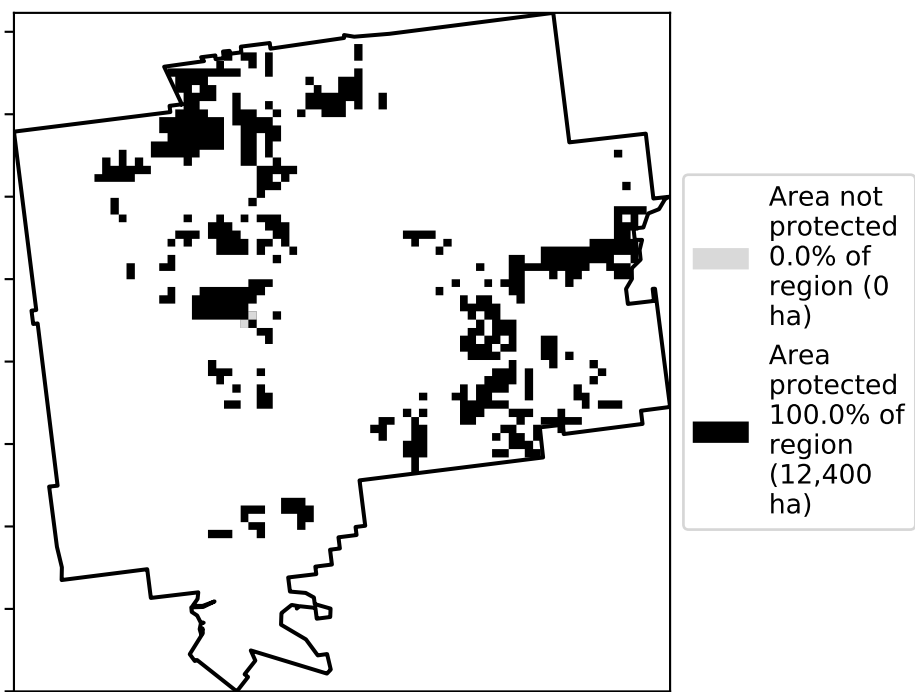 Area not
protected
0.0% of
region (0
ha)
Area
protected
100.0% of
region
(12,400
ha)